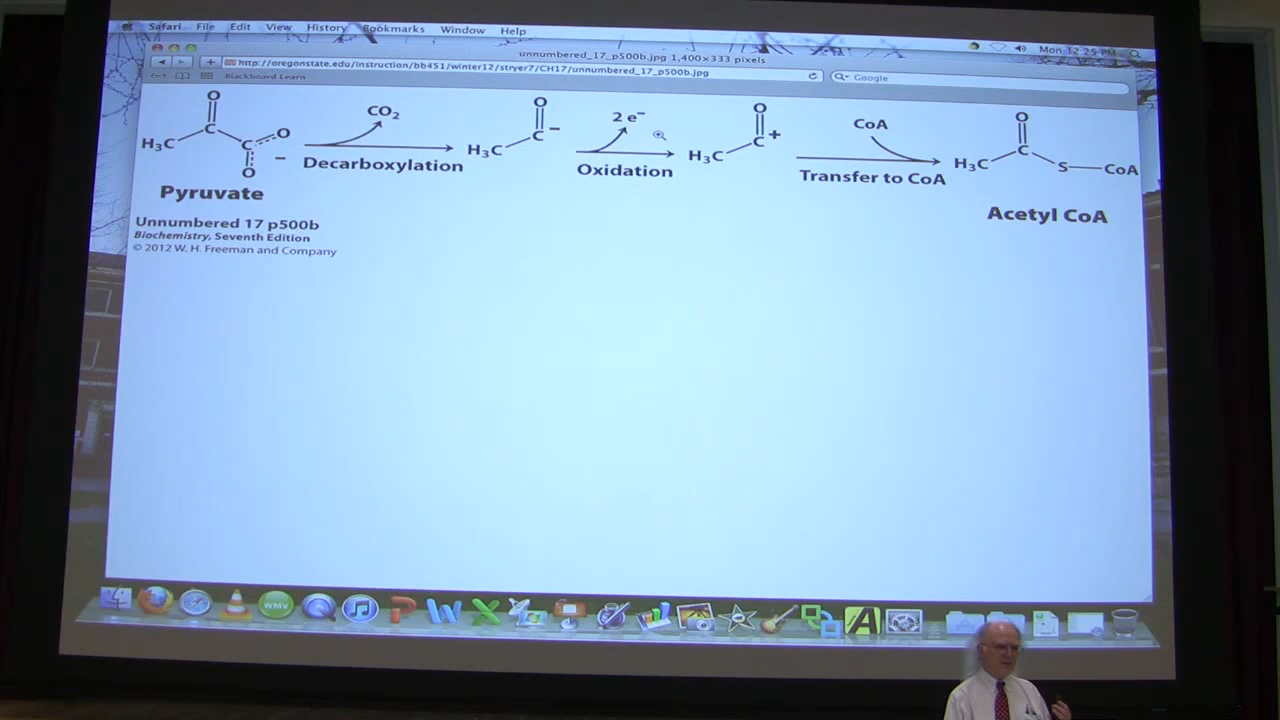 Safari File Edit View History Bookmarks Window Help
Mon 12:25 PM
unnumbered_17_p500b.jpg 1,400×333 pixels
http://oregonstate.edu/instruction/bb451/winter12/stryer7/CH17/unnumbered_17_p500b.jpg
Google
Blackboard Learn
O
H₃C C C O
−
O
Pyruvate
CO₂
Decarboxylation
O
H₃C C −
2 e⁻
Oxidation
O
H₃C C +
CoA
Transfer to CoA
O
H₃C C S CoA
Acetyl CoA
Unnumbered 17 p500b
Biochemistry, Seventh Edition
© 2012 W. H. Freeman and Company
WMV
P W X
A